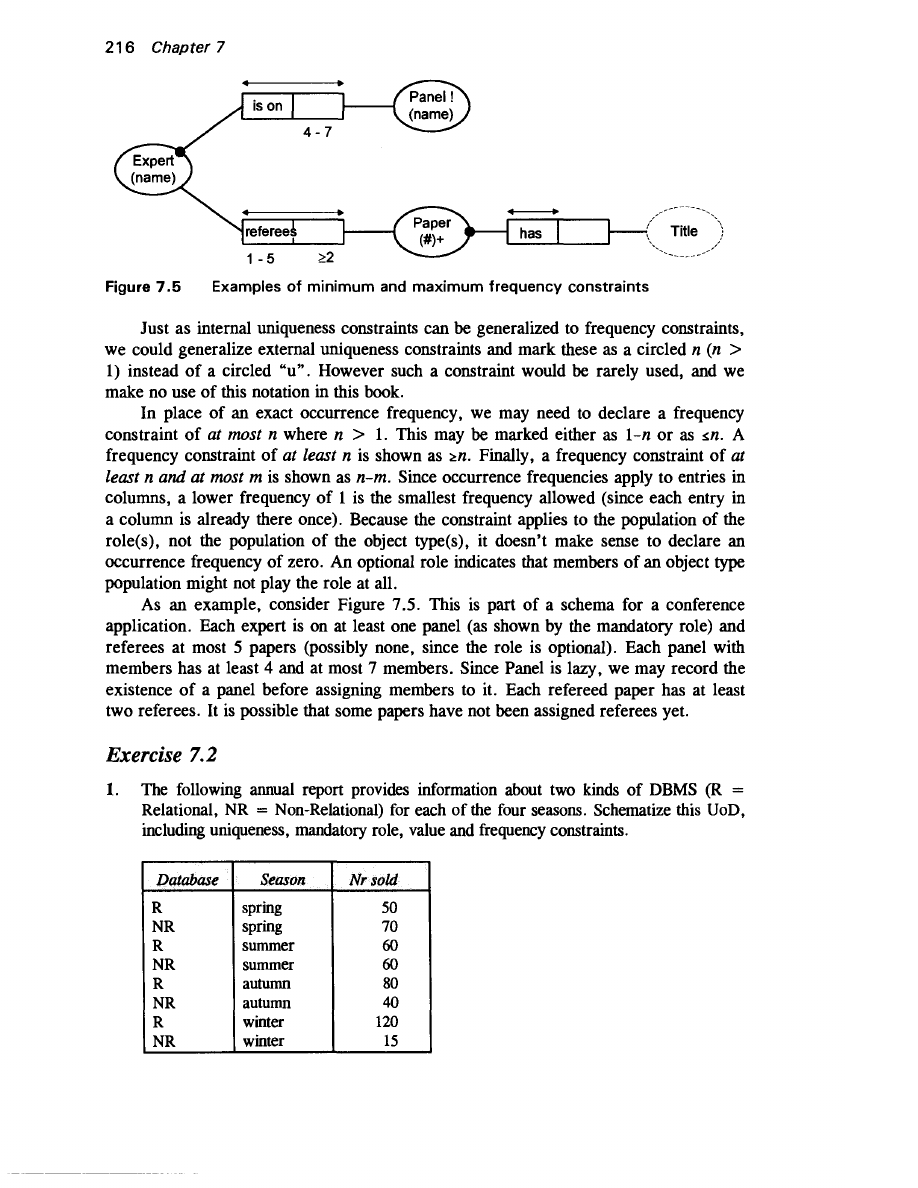 216 Chapter 7
is on
Panel !
(name)
4 - 7
Expert
(name)
referees
Paper
(#)+
has
Title
1 - 5 ≥2
Figure 7.5 Examples of minimum and maximum frequency constraints
Just as internal uniqueness constraints can be generalized to frequency constraints,
we could generalize external uniqueness constraints and mark these as a circled n (n >
1) instead of a circled “u”. However such a constraint would be rarely used, and we
make no use of this notation in this book.
In place of an exact occurrence frequency, we may need to declare a frequency
constraint of at most n where n > 1. This may be marked either as 1-n or as ≤n. A
frequency constraint of at least n is shown as ≥n. Finally, a frequency constraint of at
least n and at most m is shown as n-m. Since occurrence frequencies apply to entries in
columns, a lower frequency of 1 is the smallest frequency allowed (since each entry in
a column is already there once). Because the constraint applies to the population of the
role(s), not the population of the object type(s), it doesn't make sense to declare an
occurrence frequency of zero. An optional role indicates that members of an object type
population might not play the role at all.
As an example, consider Figure 7.5. This is part of a schema for a conference
application. Each expert is on at least one panel (as shown by the mandatory role) and
referees at most 5 papers (possibly none, since the role is optional). Each panel with
members has at least 4 and at most 7 members. Since Panel is lazy, we may record the
existence of a panel before assigning members to it. Each refereed paper has at least
two referees. It is possible that some papers have not been assigned referees yet.
Exercise 7.2
1. The following annual report provides information about two kinds of DBMS (R =
Relational, NR = Non-Relational) for each of the four seasons. Schematize this UoD,
including uniqueness, mandatory role, value and frequency constraints.
Database Season Nr sold
R spring 50
NR spring 70
R summer 60
NR summer 60
R autumn 80
NR autumn 40
R winter 120
NR winter 15